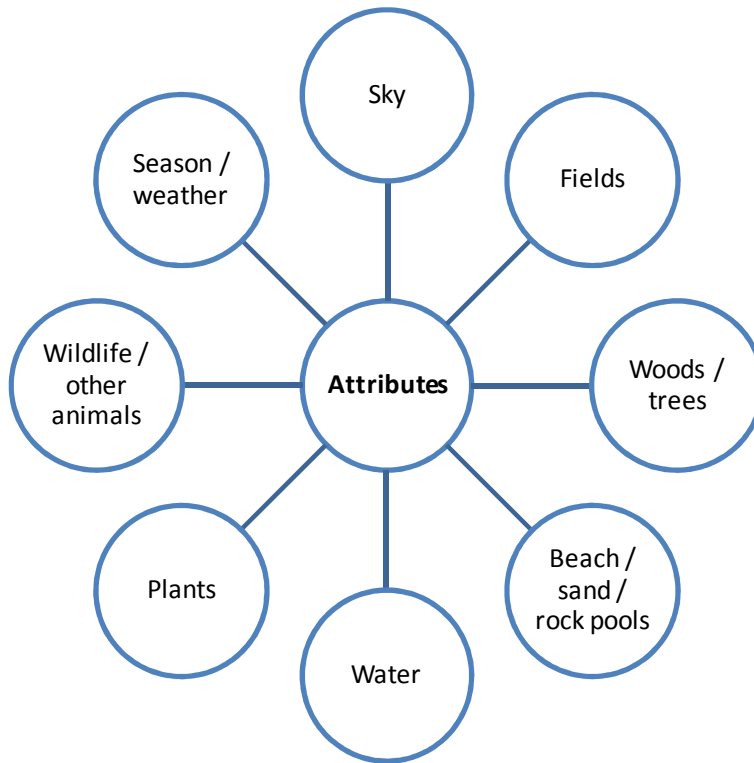 Sky
Fields
Woods /
trees
Beach /
sand /
rock pools
Water
Plants
Wildlife /
other
animals
Season /
weather
Attributes